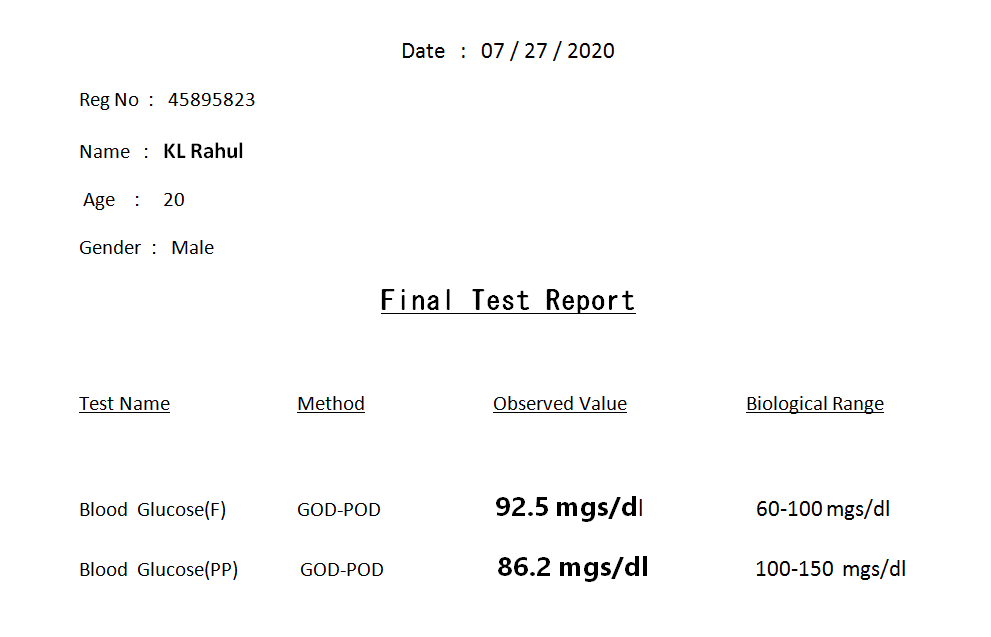 Date : 07 / 27 / 2020
Reg No : 45895823
Name : KL Rahul
Age : 20
Gender : Male
Final Test Report
Test Name Method Observed Value Biological Range
Blood Glucose(F) GOD-POD 92.5 mgs/dl 60-100 mgs/dl
Blood Glucose(PP) GOD-POD 86.2 mgs/dl 100-150 mgs/dl